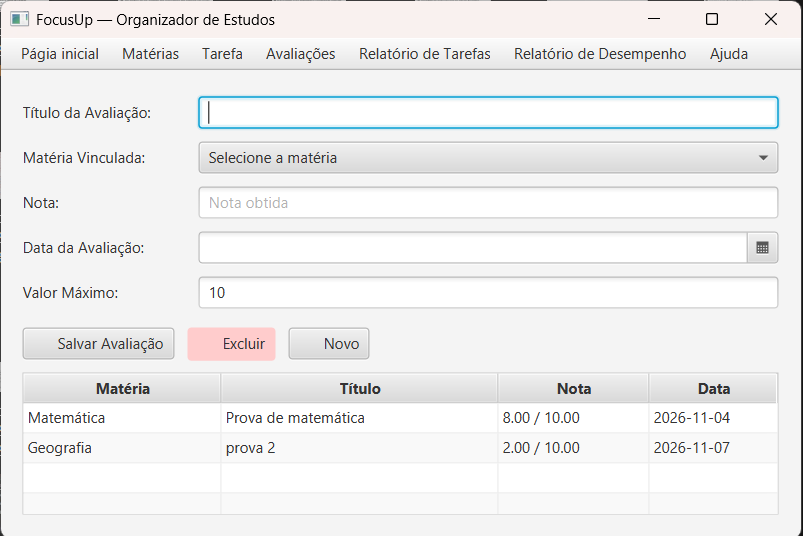 FocusUp — Organizador de Estudos
Págia inicial Matérias Tarefa Avaliações Relatório de Tarefas Relatório de Desempenho Ajuda
Título da Avaliação:
Matéria Vinculada: Selecione a matéria
Nota: Nota obtida
Data da Avaliação:
Valor Máximo: 10
Salvar Avaliação Excluir Novo
Matéria Título Nota Data
Matemática Prova de matemática 8.00 / 10.00 2026-11-04
Geografia prova 2 2.00 / 10.00 2026-11-07